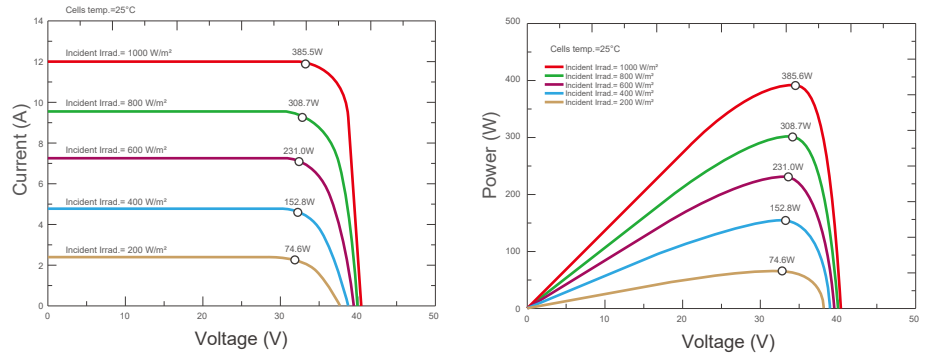 Cells temp.=25°C
14
12
10
8
6
4
2
0
Current (A)
Incident Irrad.= 1000 W/m²
385.5W
Incident Irrad.= 800 W/m²
308.7W
Incident Irrad.= 600 W/m²
231.0W
Incident Irrad.= 400 W/m²
152.8W
Incident Irrad.= 200 W/m²
74.6W
0 10 20 30 40 50
Voltage (V)
500
400
300
200
100
0
Power (W)
Cells temp.=25°C
Incident Irrad.= 1000 W/m²
Incident Irrad.= 800 W/m²
Incident Irrad.= 600 W/m²
Incident Irrad.= 400 W/m²
Incident Irrad.= 200 W/m²
385.6W
308.7W
231.0W
152.8W
74.6W
0 10 20 30 40 50
Voltage (V)